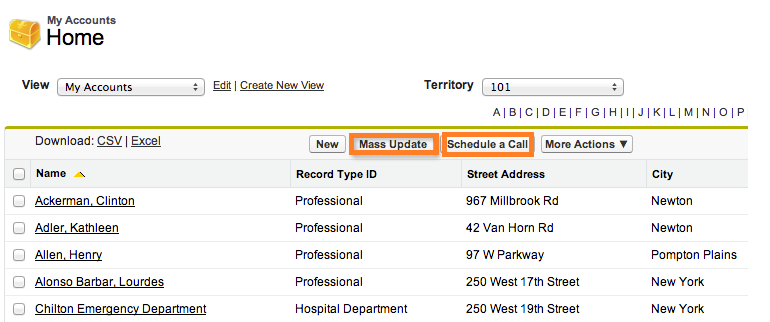 My Accounts
Home
View My Accounts Edit | Create New View Territory 101
A | B | C | D | E | F | G | H | I | J | K | L | M | N | O | P
Download: CSV | Excel New Mass Update Schedule a Call More Actions ▼
Name Record Type ID Street Address City
Ackerman, Clinton Professional 967 Millbrook Rd Newton
Adler, Kathleen Professional 42 Van Horn Rd Newton
Allen, Henry Professional 97 W Parkway Pompton Plains
Alonso Barbar, Lourdes Professional 250 West 17th Street New York
Chilton Emergency Department Hospital Department 250 West 19th Street New York